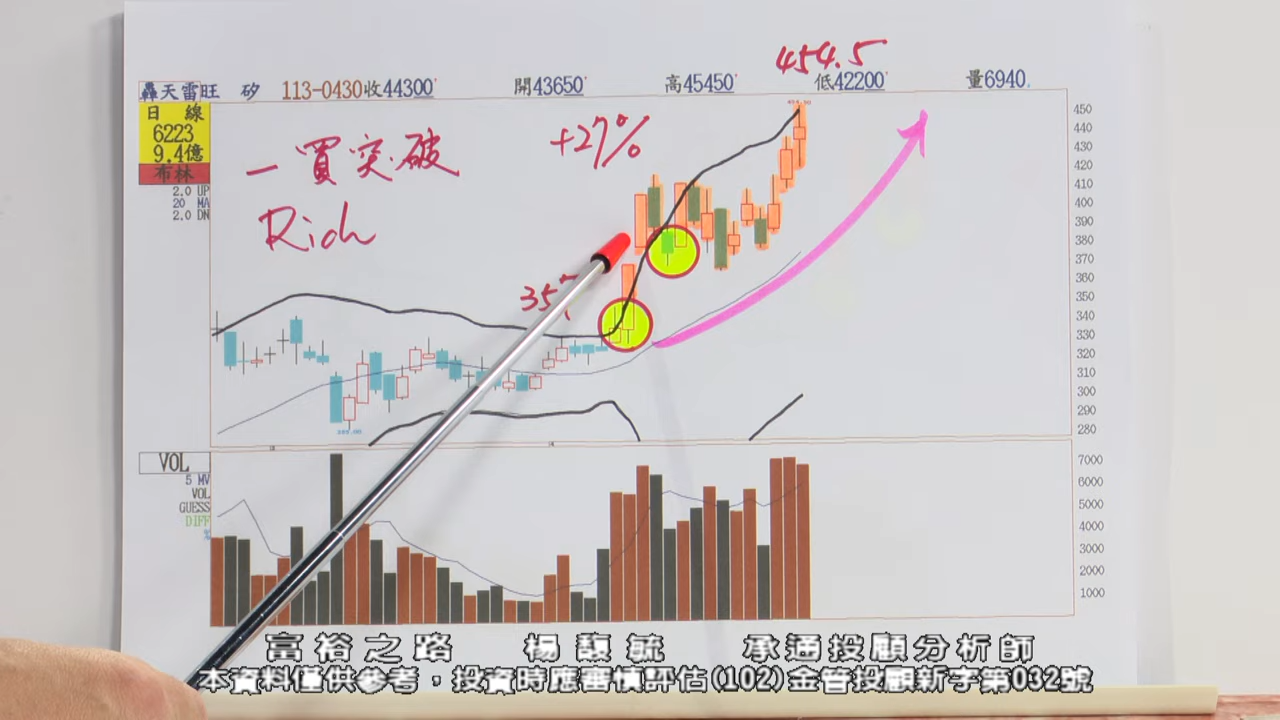 454.5
轟天雷旺 矽 113-0430收44300' 開43650' 高45450' 低42200' 量6940.
日 線
6223
9.4億
布林
2.0 UP
20 MA
2.0 DN
一買突破
+27%
Rich
450
440
430
420
410
400
390
380
370
360
350
340
330
320
310
300
290
280
VOL
5 MV
VOL
GUESS
DIFF
7000
6000
5000
4000
3000
2000
1000
富裕之路 楊馥毓 承通投顧分析師
本資料僅供參考，投資時應審慎評估(102)金管投顧新字第032號